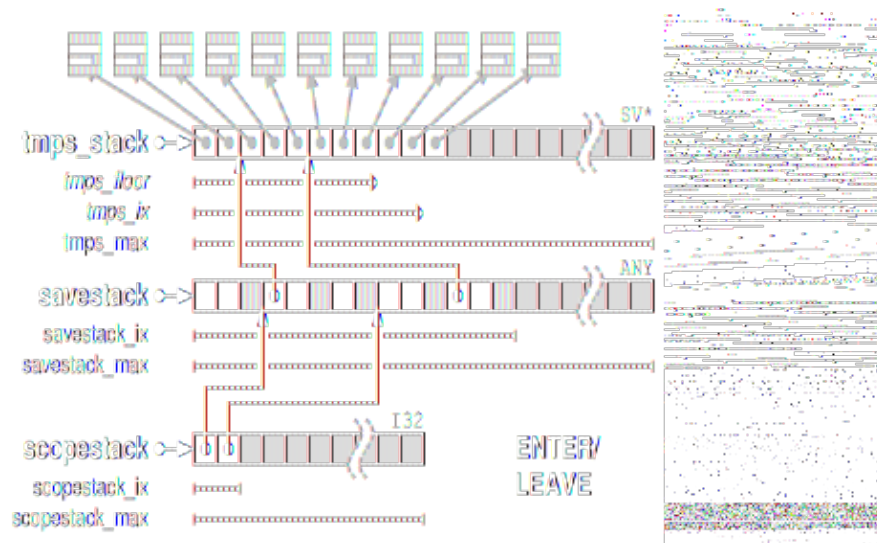 SV*
tmps_stack
tmps_floor
tmps_ix
tmps_max
ANY
savestack
savestack_ix
savestack_max
I32
scopestack
scopestack_ix
scopestack_max
ENTER/
LEAVE